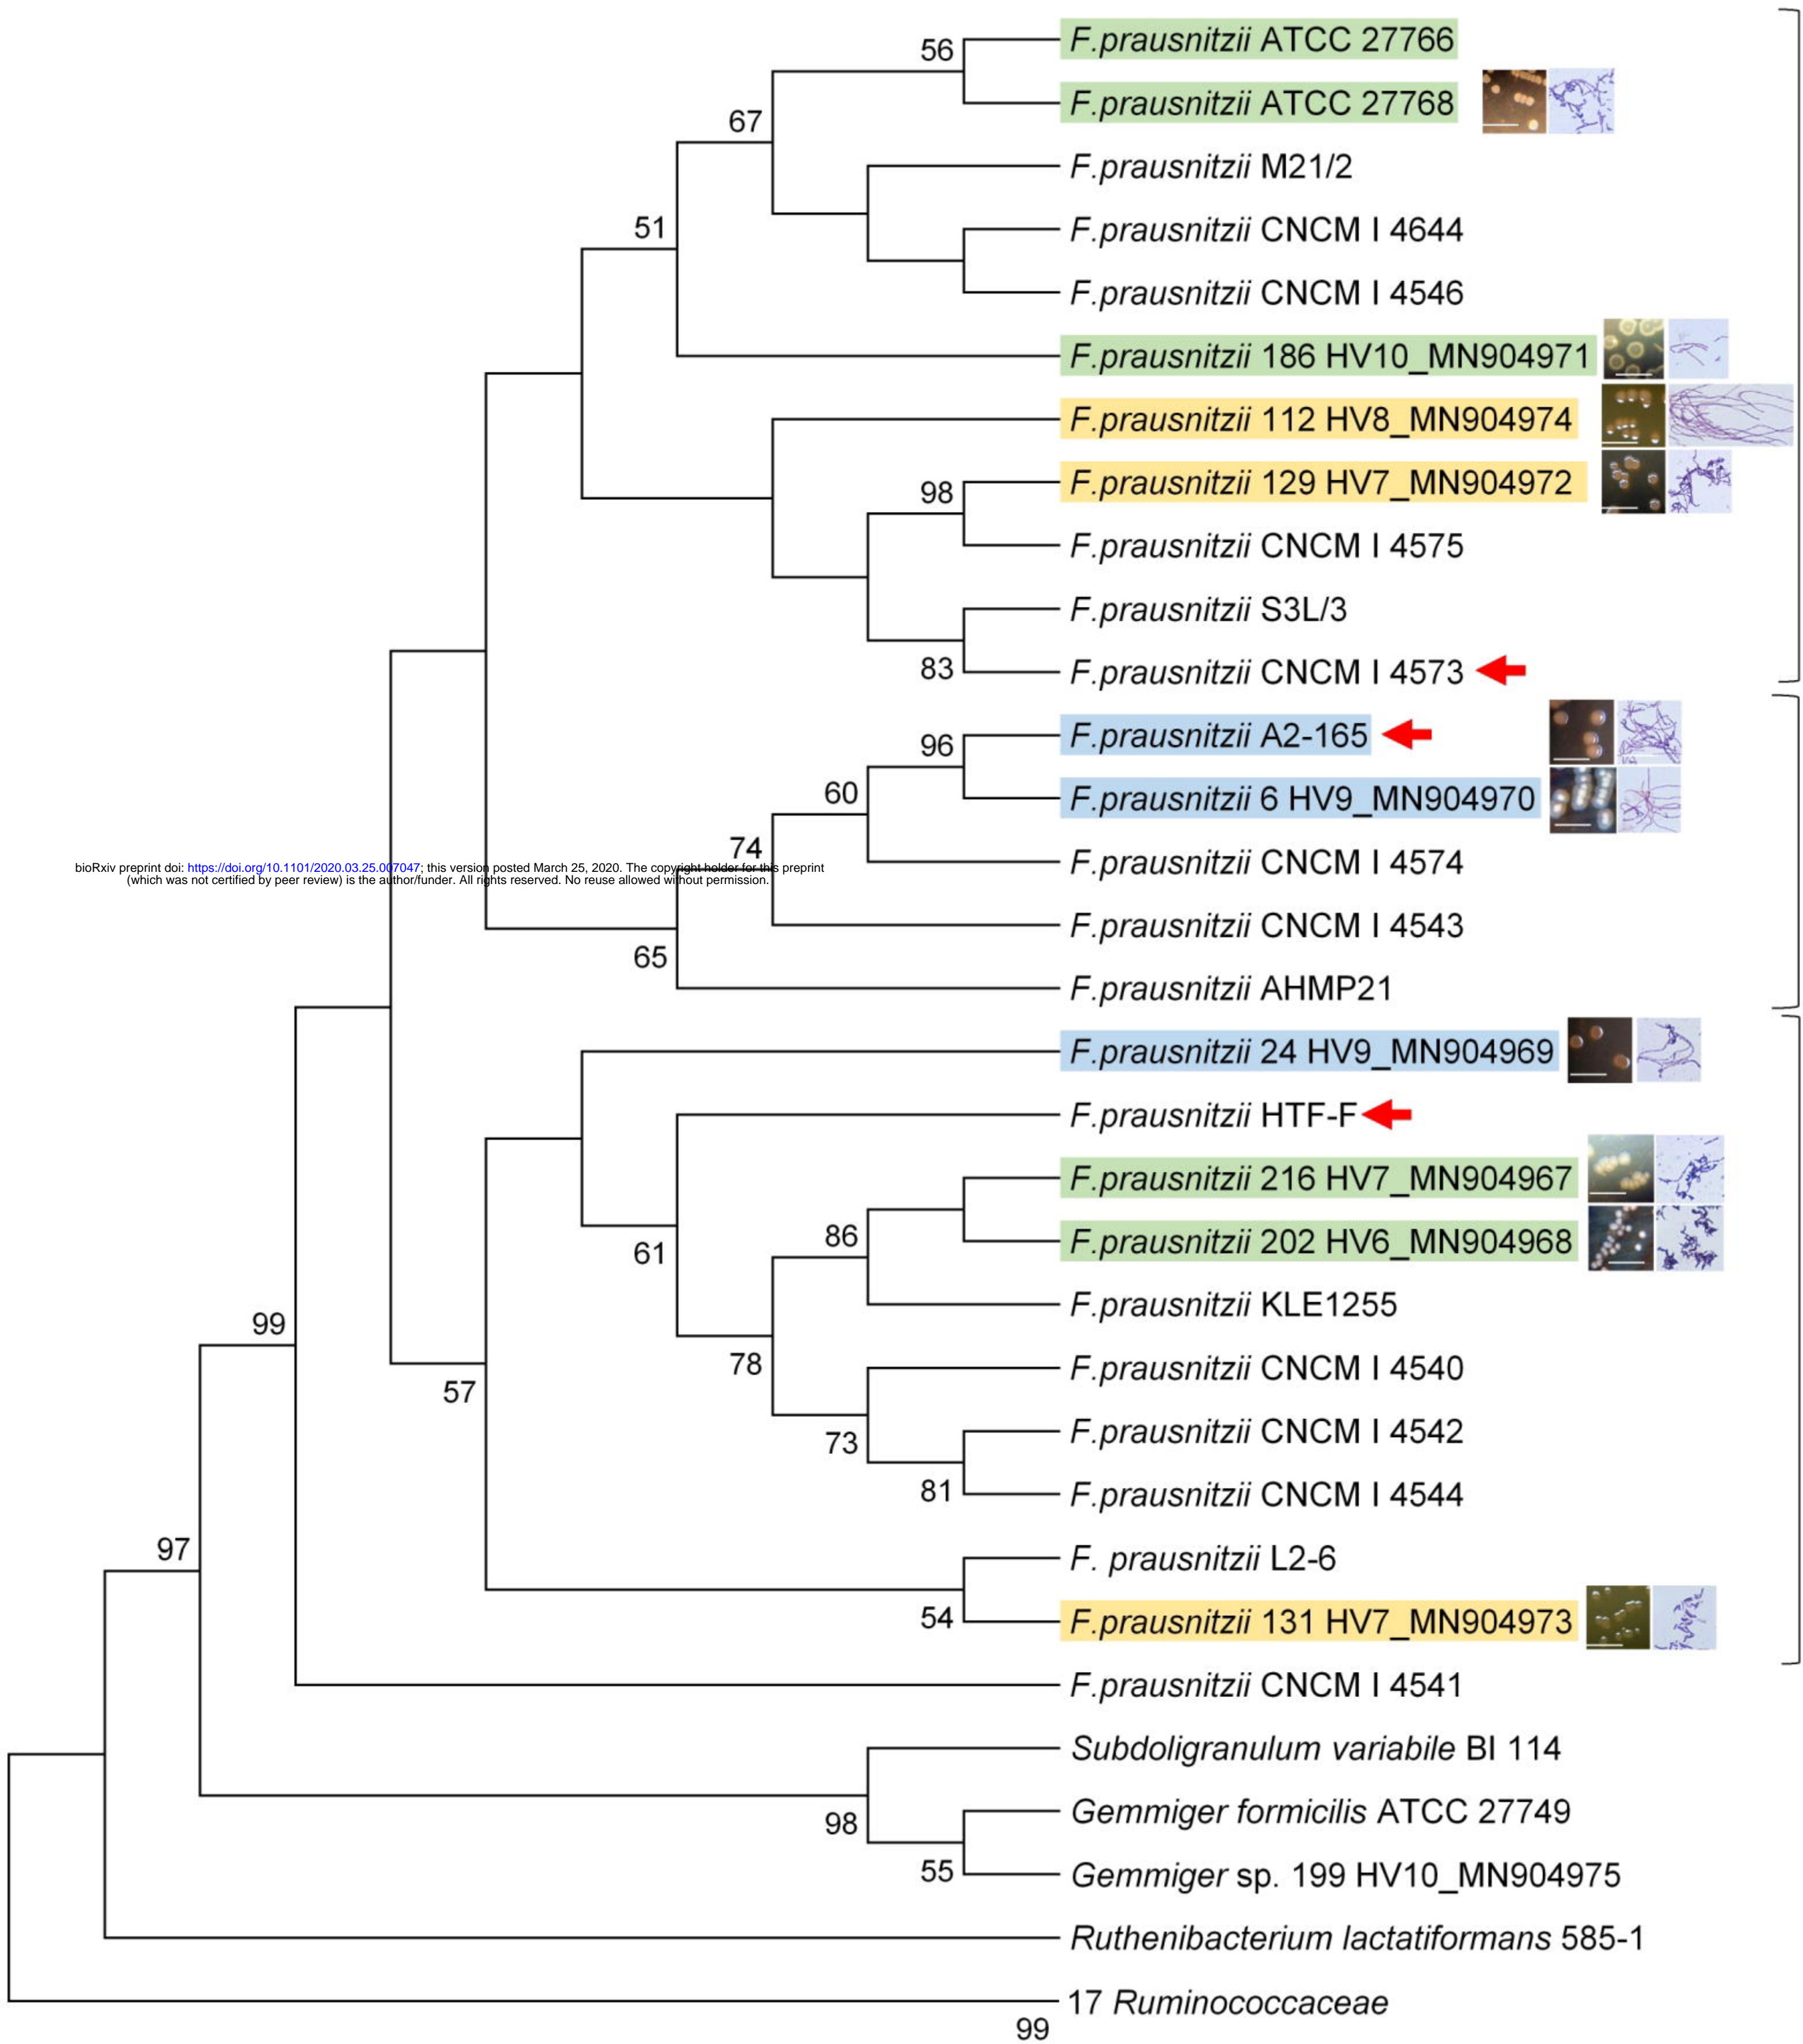 56
F.prausnitzii ATCC 27766
F.prausnitzii ATCC 27768
67
F.prausnitzii M21/2
51
F.prausnitzii CNCM I 4644
F.prausnitzii CNCM I 4546
F.prausnitzii 186 HV10_MN904971
F.prausnitzii 112 HV8_MN904974
98
F.prausnitzii 129 HV7_MN904972
F.prausnitzii CNCM I 4575
F.prausnitzii S3L/3
83
F.prausnitzii CNCM I 4573
96
F.prausnitzii A2-165
60
F.prausnitzii 6 HV9_MN904970
74
F.prausnitzii CNCM I 4574
bioRxiv preprint doi: https://doi.org/10.1101/2020.03.25.007047; this version posted March 25, 2020. The copyright holder for this preprint
(which was not certified by peer review) is the author/funder. All rights reserved. No reuse allowed without permission.
F.prausnitzii CNCM I 4543
65
F.prausnitzii AHMP21
F.prausnitzii 24 HV9_MN904969
F.prausnitzii HTF-F
F.prausnitzii 216 HV7_MN904967
86
F.prausnitzii 202 HV6_MN904968
61
F.prausnitzii KLE1255
99
78
F.prausnitzii CNCM I 4540
57
F.prausnitzii CNCM I 4542
73
81
F.prausnitzii CNCM I 4544
97
F. prausnitzii L2-6
54
F.prausnitzii 131 HV7_MN904973
F.prausnitzii CNCM I 4541
Subdoligranulum variabile BI 114
Gemmiger formicilis ATCC 27749
98
55
Gemmiger sp. 199 HV10_MN904975
Ruthenibacterium lactatiformans 585-1
17 Ruminococcaceae
99